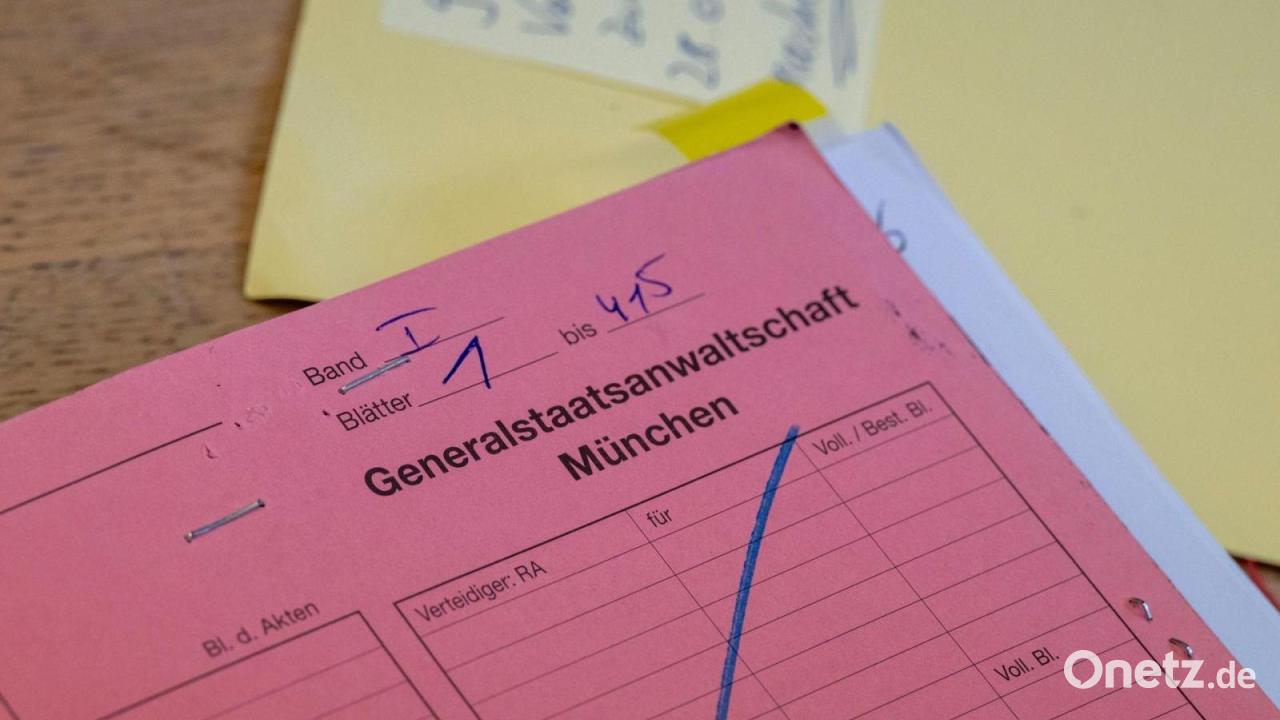 28
Band I
Blätter 1 bis 415
Generalstaatsanwaltschaft
München
Voll. / Best. Bl.
für
Verteidiger: RA
Bl. d. Akten
Voll. Bl.
Onetz.de